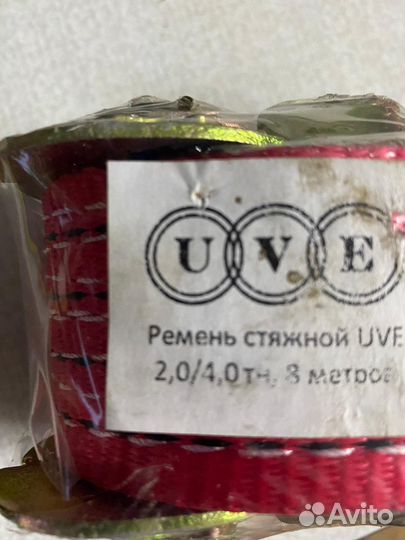 U V E
Ремень стяжной UVE
2,0/4,0тн, 8 метров
Avito